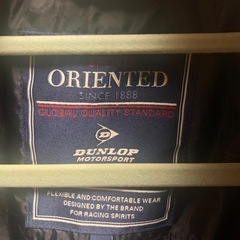 ORIENTED
SINCE 1888
GLOBAL QUALITY STANDARD
DUNLOP
MOTORSPORT
FLEXIBLE AND COMFORTABLE WEAR
DESIGNED BY THE BRAND
FOR RACING SPIRITS